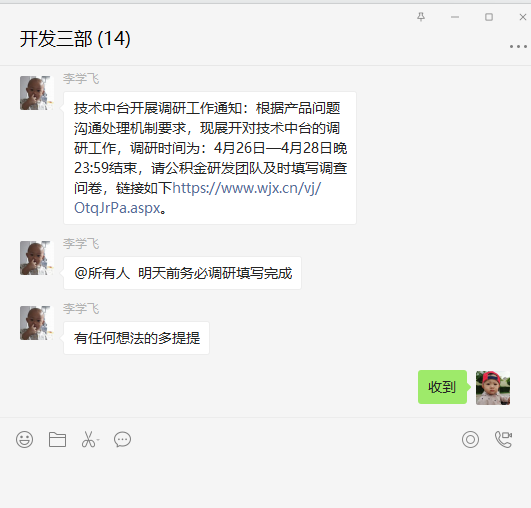 开发三部 (14)
李学飞
技术中台开展调研工作通知：根据产品问题
沟通处理机制要求，现展开对技术中台的调
研工作，调研时间为：4月26日—4月28日晚
23:59结束，请公积金研发团队及时填写调查
问卷，链接如下https://www.wjx.cn/vj/
OtqJrPa.aspx。
李学飞
@所有人  明天前务必调研填写完成
李学飞
有任何想法的多提提
收到